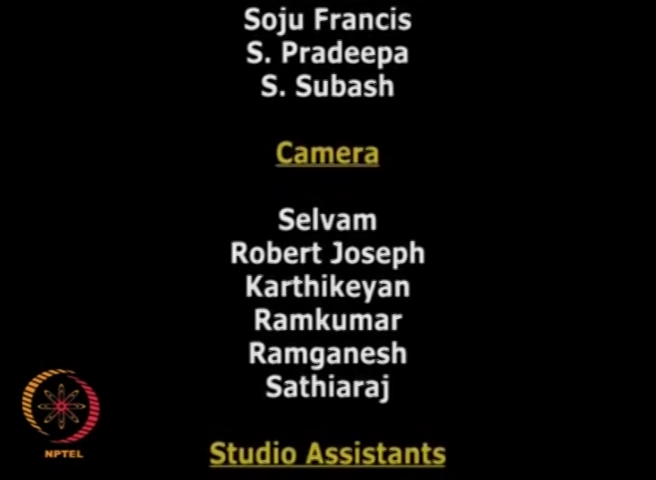 Soju Francis
S. Pradeepa
S. Subash
Camera
Selvam
Robert Joseph
Karthikeyan
Ramkumar
Ramganesh
Sathiaraj
NPTEL
Studio Assistants